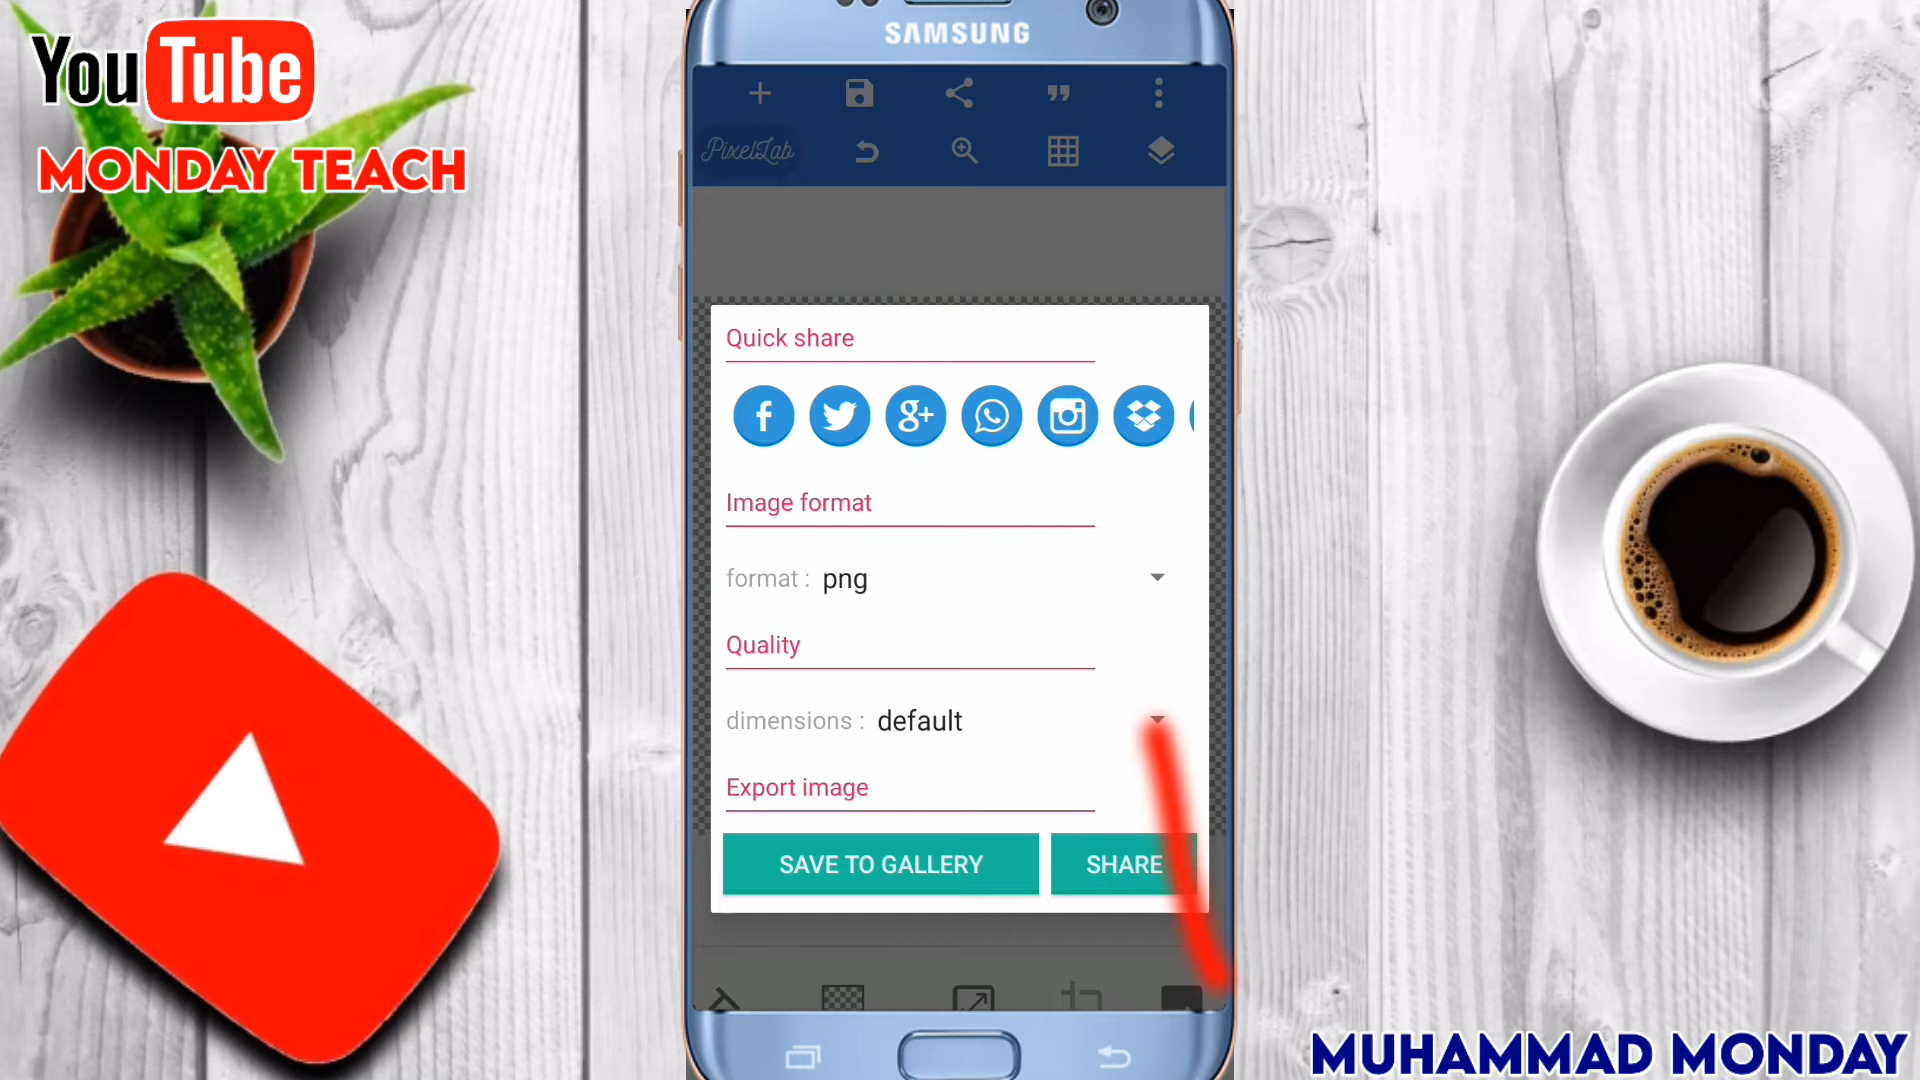 YouTube
MONDAY TEACH
SAMSUNG
PixelLab
Quick share
Image format
format : png
Quality
dimensions : default
Export image
SAVE TO GALLERY
SHARE
MUHAMMAD MONDAY